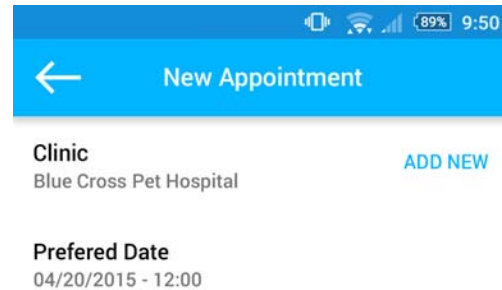 89% 9:50
New Appointment
Clinic
ADD NEW
Blue Cross Pet Hospital
Prefered Date
04/20/2015 - 12:00